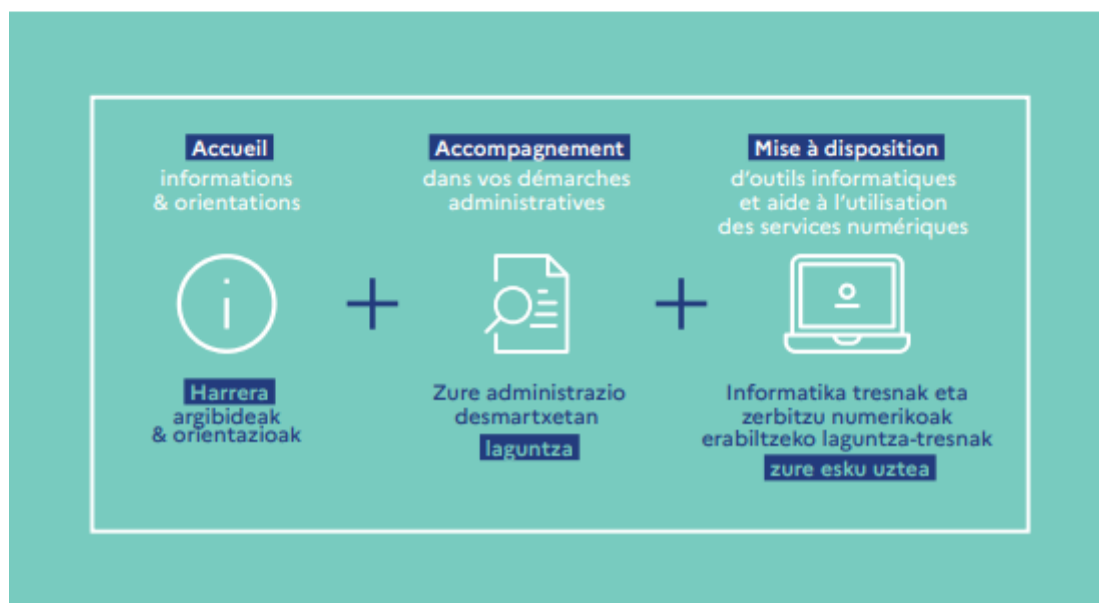 Accueil
informations
& orientations
Accompagnement
dans vos démarches
administratives
Mise à disposition
d'outils informatiques
et aide à l'utilisation
des services numériques
Harrera
argibideak
& orientazioak
Zure administrazio
desmartxetan
laguntza
Informatika tresnak eta
zerbitzu numerikoak
erabiltzeko laguntza-tresnak
zure esku uztea